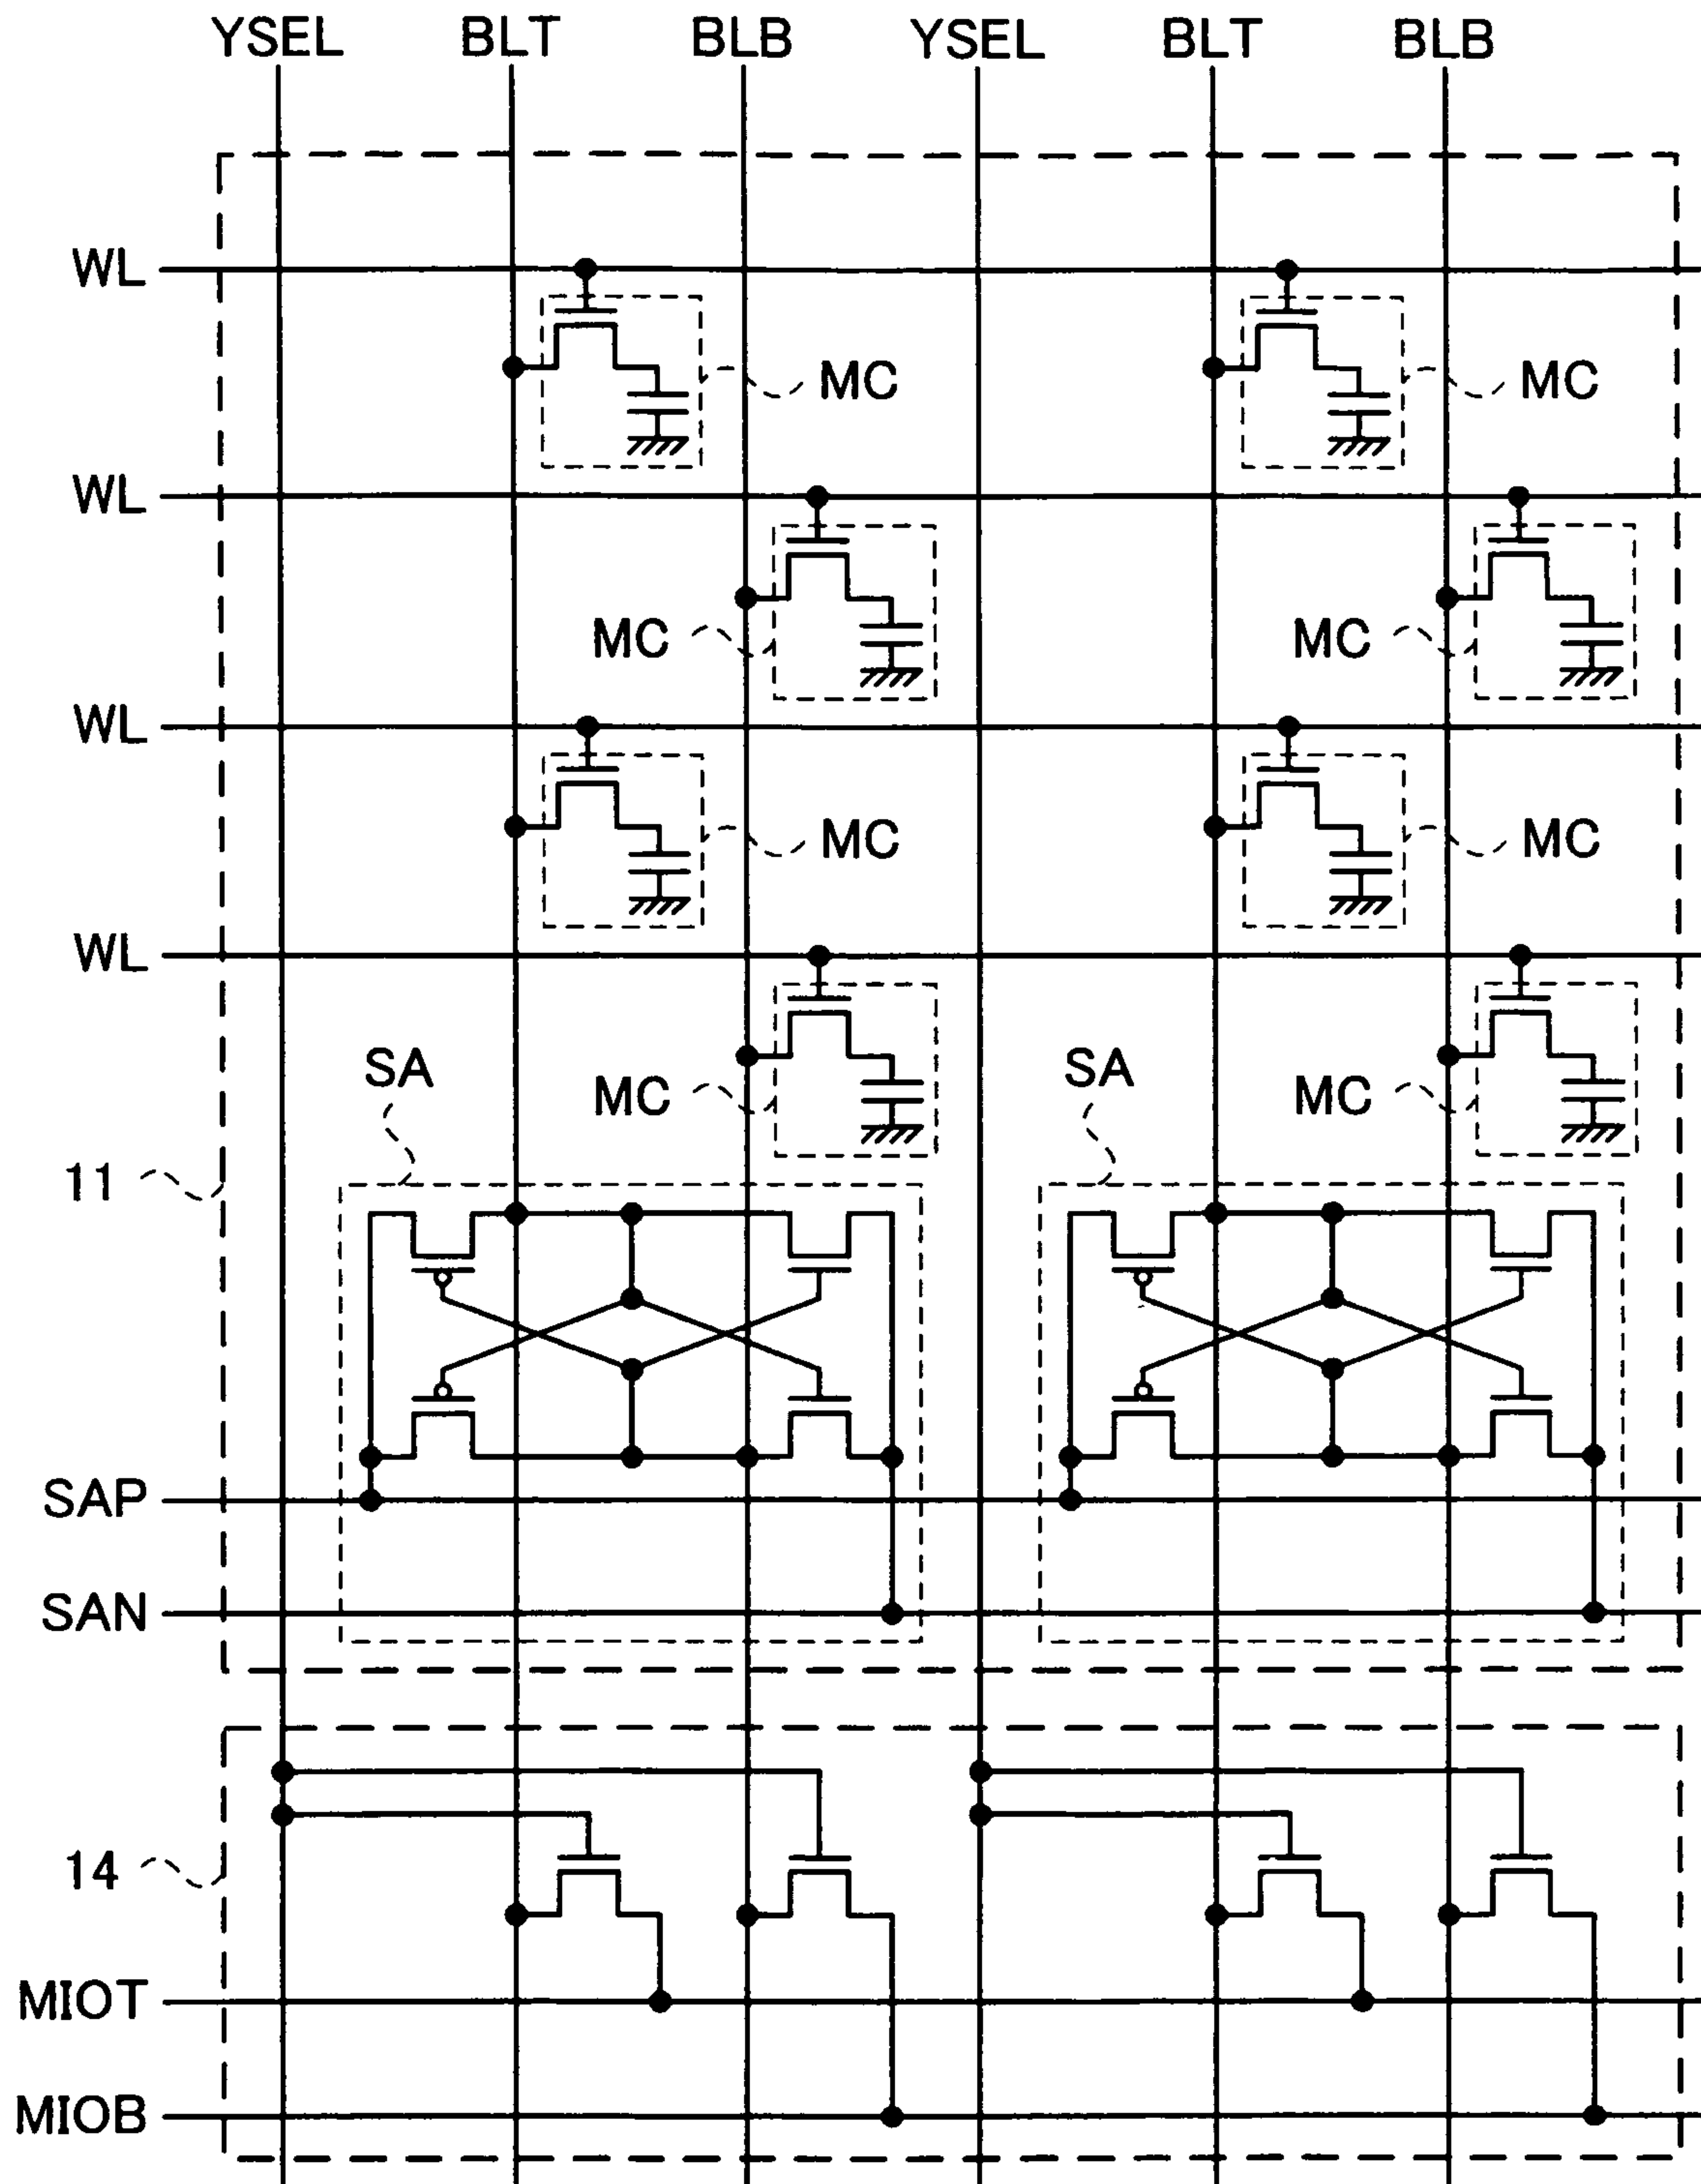 YSEL BLT BLB YSEL BLT BLB
WL
MC MC
WL
MC MC
WL
MC MC
WL
SA SA
MC MC
11
SAP
SAN
14
MIOT
MIOB